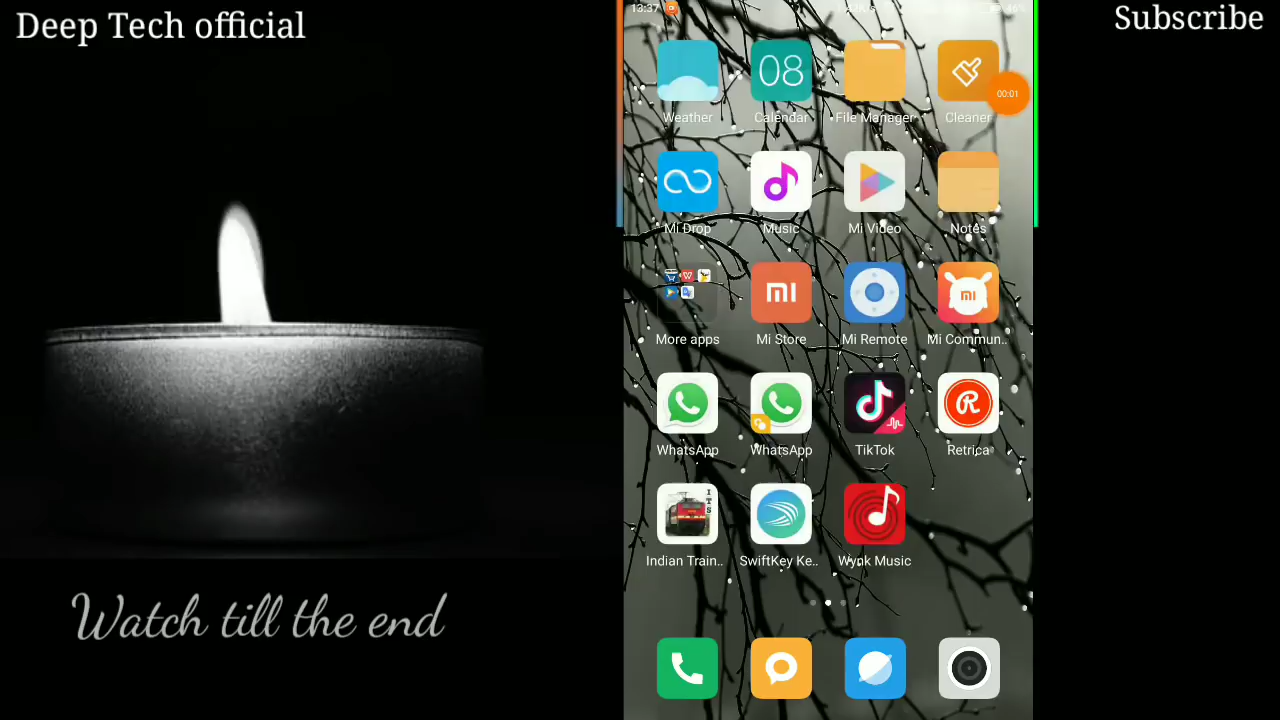 Deep Tech official
Subscribe
13:37
46%
08
00:01
Weather
Calendar
File Manager
Cleaner
Mi Drop
Music
Mi Video
Notes
More apps
Mi Store
Mi Remote
Mi Commun..
WhatsApp
WhatsApp
TikTok
Retrica
Indian Train..
SwiftKey Ke..
Wynk Music
Watch till the end